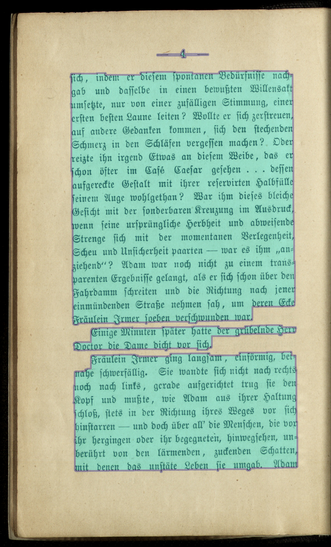 — 4 —
sich, indem er diesem spontanen Bedürfnisse nach-
gab und dasselbe in einen bewußten Willensakt
umsetzte, nur von einer zufälligen Stimmung, einer
ersten besten Laune leiten? Wollte er sich zerstreuen,
auf andere Gedanken kommen, sich den stechenden
Schmerz in den Schläfen vergessen machen? Oder
reizte ihn irgend Etwas an diesem Weibe, das er
schon öfter im Café Caesar gesehen ... dessen
aufgereckte Gestalt mit ihrer reservirten Halbfülle
seinem Auge wohlgethan? War ihm dieses bleiche
Gesicht mit der sonderbaren Kreuzung im Ausdruck,
wenn seine ursprüngliche Herbheit und abweisende
Strenge sich mit der momentanen Verlegenheit,
Scheu und Unsicherheit paarten — war es ihm „an-
ziehend“? Adam war noch nicht zu einem trans-
parenten Ergebnisse gelangt, als er sich schon über den
Fahrdamm schreiten und die Richtung nach jener
einmündenden Straße nehmen sah, um deren Ecke
Fräulein Irmer soeben verschwunden war.
Einige Minuten später hatte der grübelnde Herr
Doctor die Dame dicht vor sich.
Fräulein Irmer ging langsam, einförmig, bei-
nahe schwerfällig. Sie wandte sich nicht nach rechts
noch nach links, gerade aufgerichtet trug sie den
Kopf und mußte, wie Adam aus ihrer Haltung
schloß, stets in der Richtung ihres Weges vor sich
hinstarren — und doch über all' die Menschen, die vor
ihr hergingen oder ihr begegneten, hinwegsehen, un-
berührt von den lärmenden, zuckenden Schatten,
mit denen das unstäte Leben sie umgab. Adam